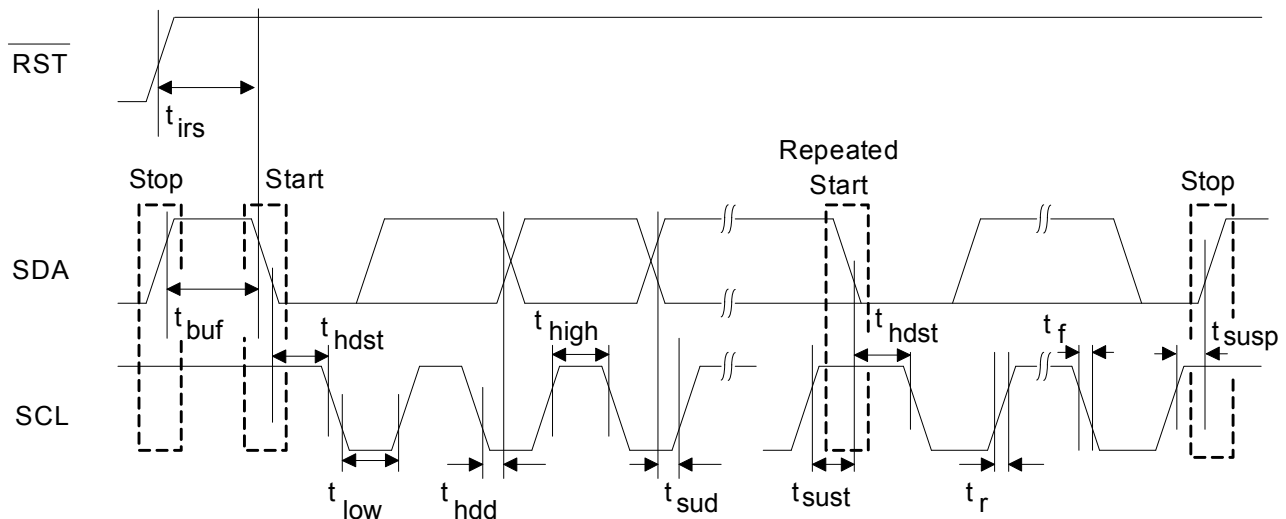 RST
t irs
Repeated
Stop Start Start Stop
SDA
t buf t hdst t high t hdst t f t susp
SCL
t low t hdd t sud t sust t r